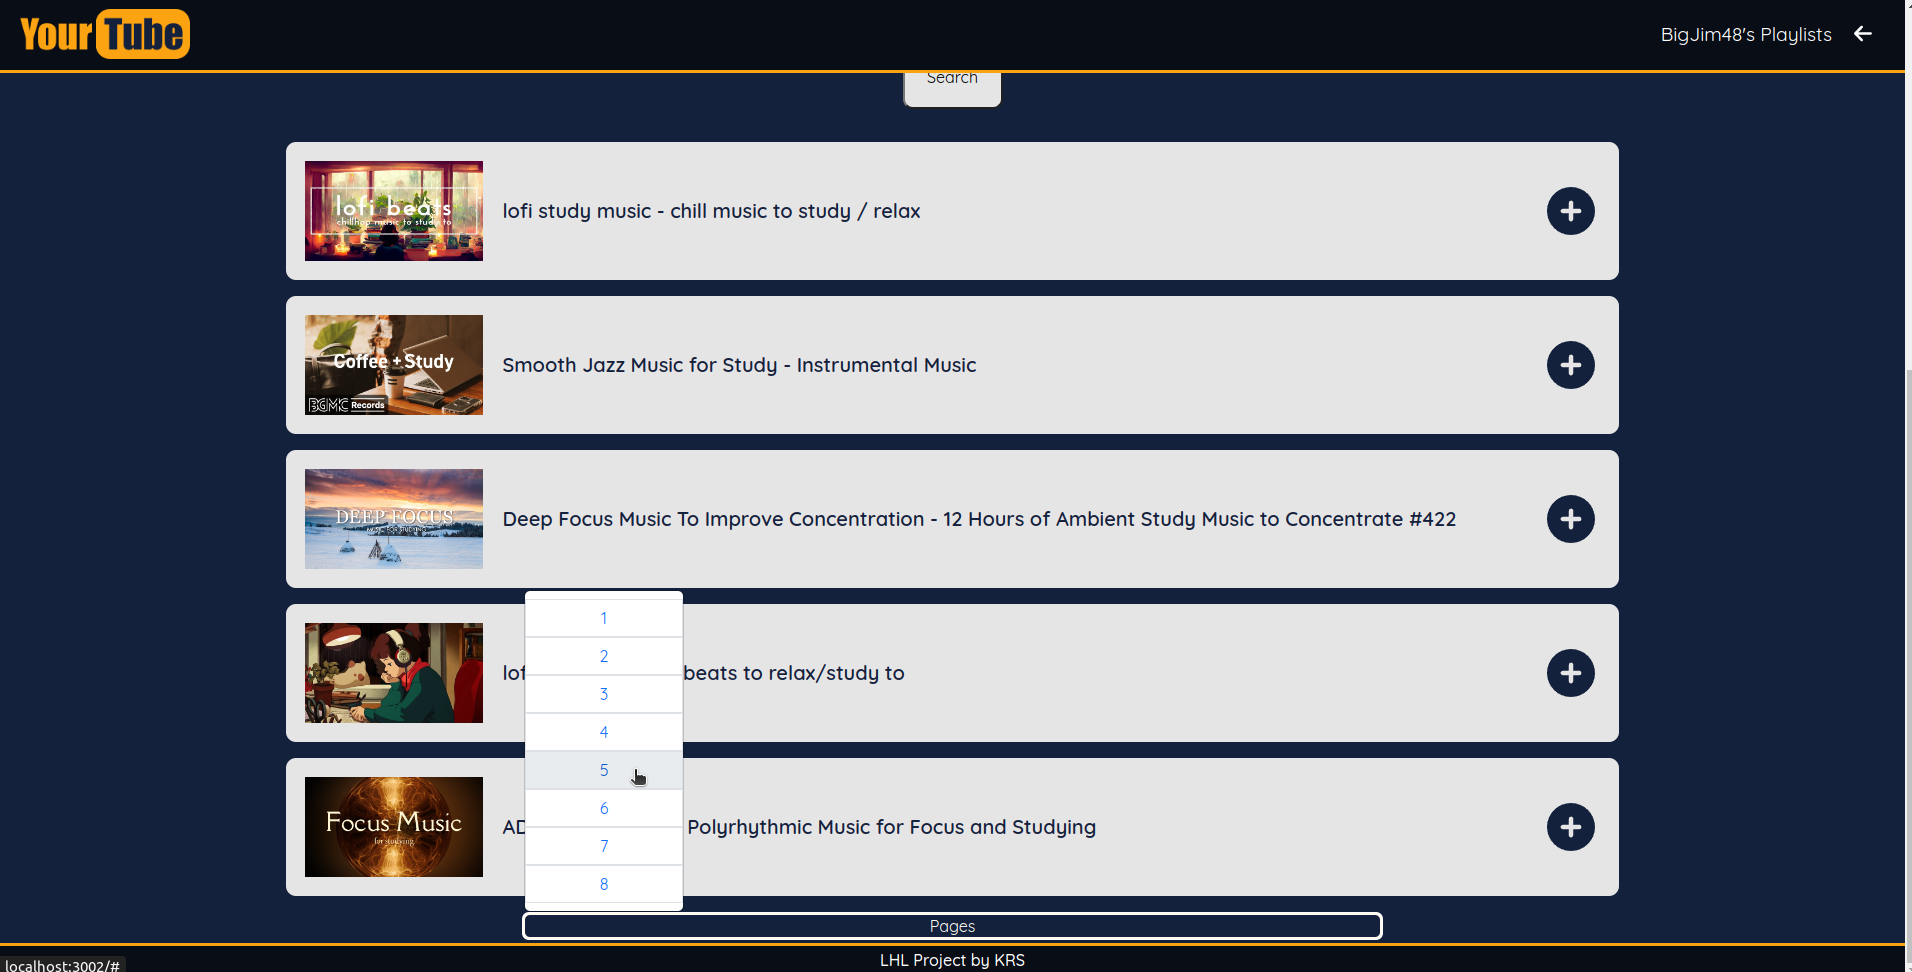 YourTube
BigJim48's Playlists
Search
lofi beats
chillhop music to study to
lofi study music - chill music to study / relax
Coffee + Study
BGMC Records
Smooth Jazz Music for Study - Instrumental Music
DEEP FOCUS
MUSIC FOR STUDYING
Deep Focus Music To Improve Concentration - 12 Hours of Ambient Study Music to Concentrate #422
1
2
3
lof
beats to relax/study to
4
5
6
Focus Music
for studying
AD
Polyrhythmic Music for Focus and Studying
7
8
Pages
LHL Project by KRS
localhost:3002/#